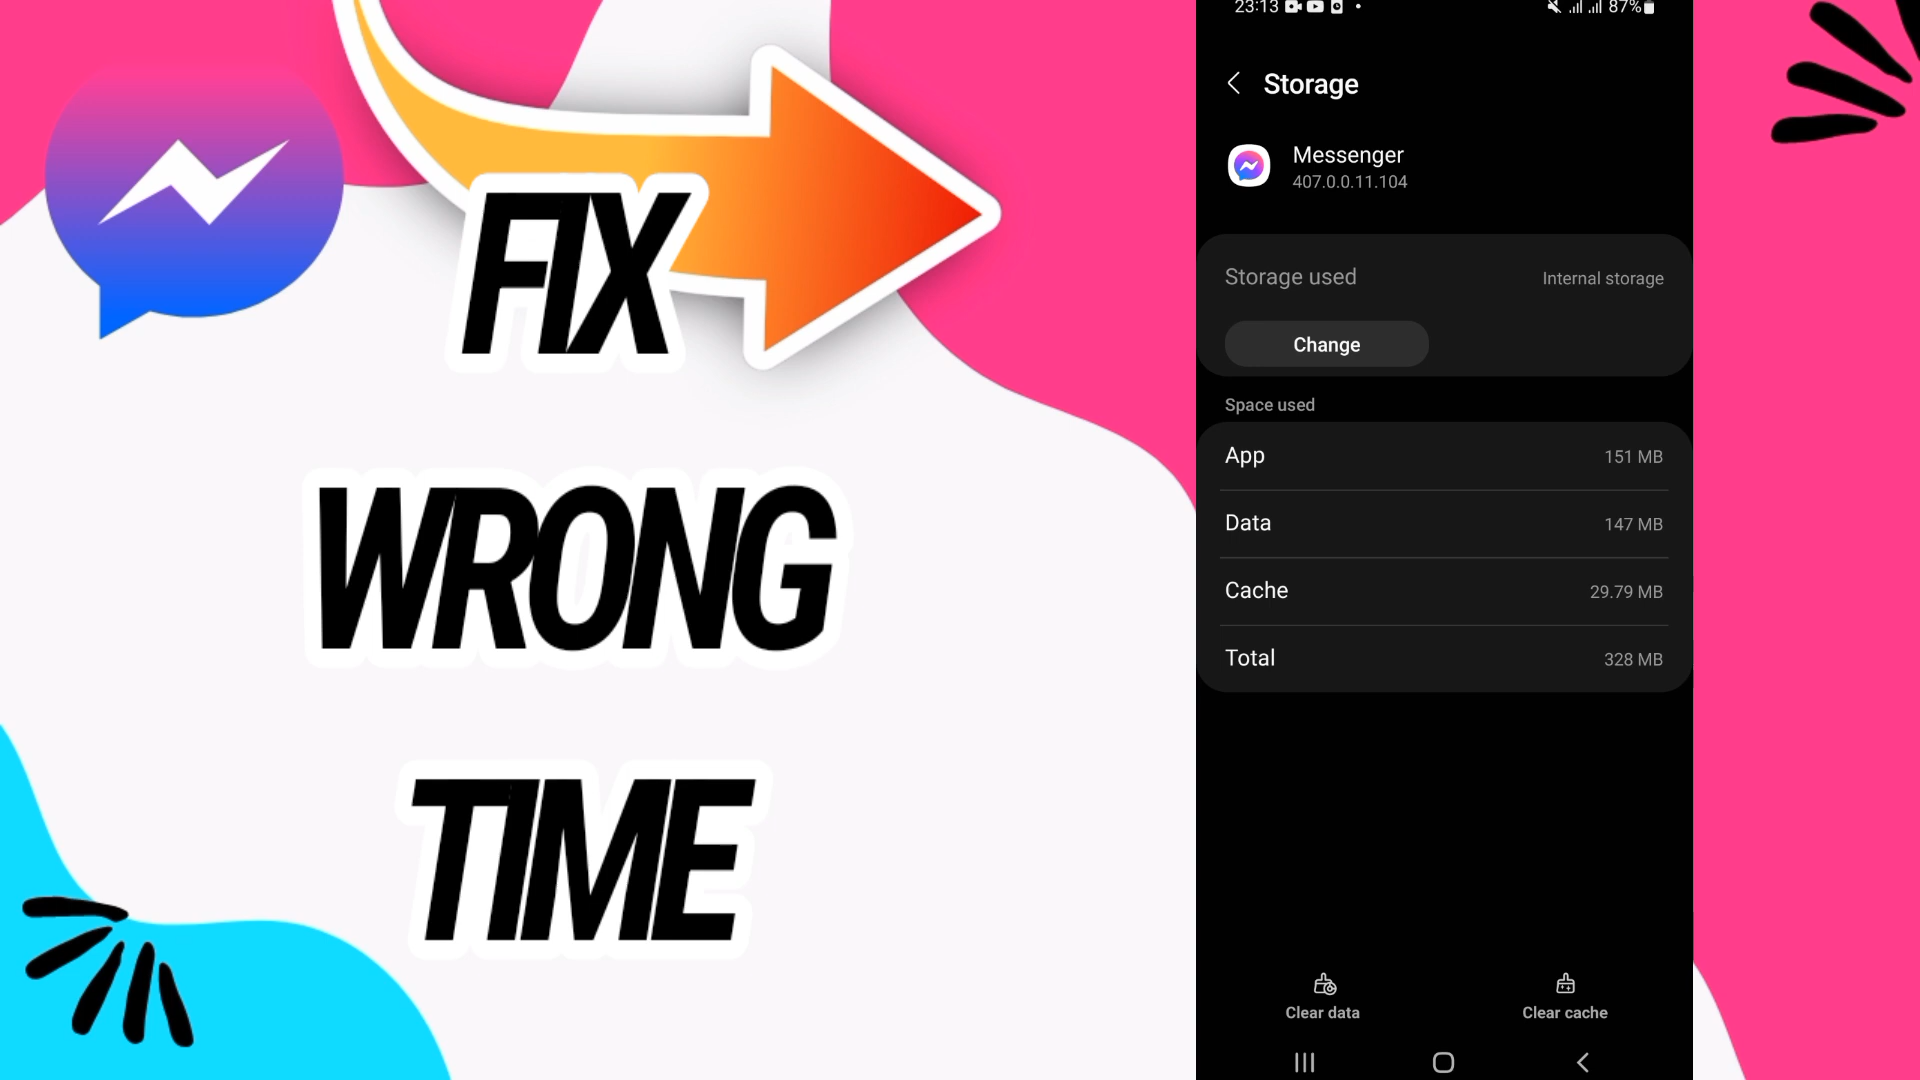 FIX
WRONG
TIME
23:13
87%
Storage
Messenger
407.0.0.11.104
Storage used
Internal storage
Change
Space used
App 151 MB
Data 147 MB
Cache 29.79 MB
Total 328 MB
Clear data
Clear cache